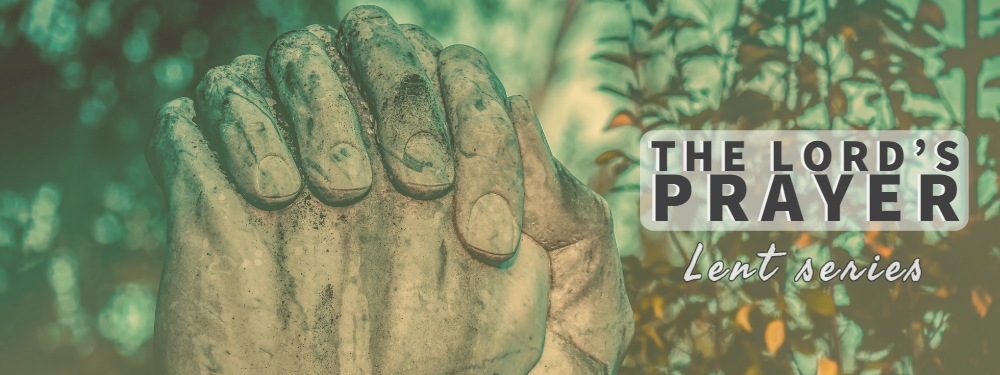 THE LORD’S
PRAYER
Lent series